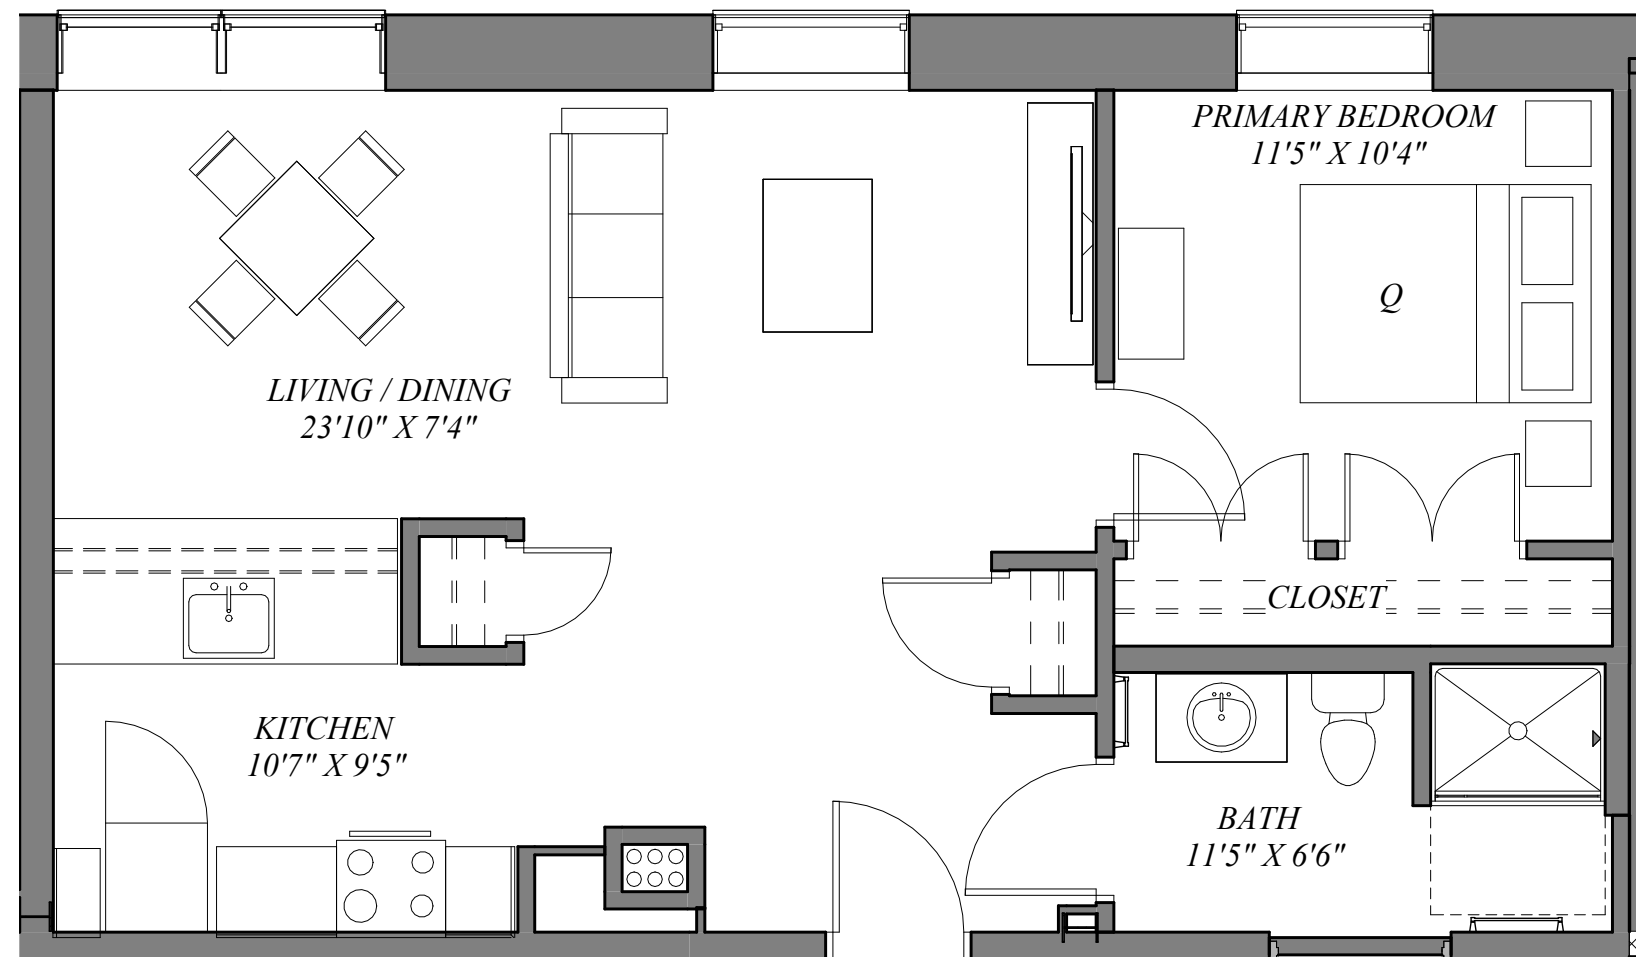 PRIMARY BEDROOM
11'5" X 10'4"
Q
LIVING / DINING
23'10" X 7'4"
CLOSET
KITCHEN
10'7" X 9'5"
BATH
11'5" X 6'6"